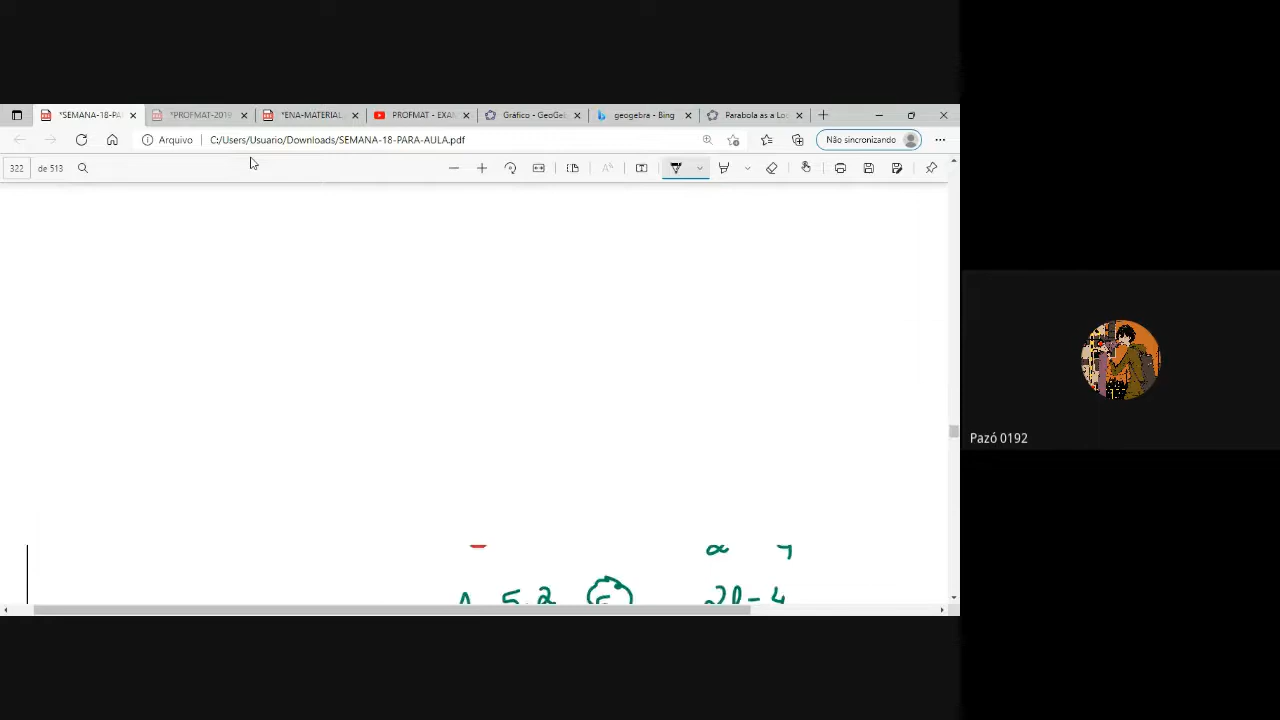 *SEMANA-18-PA
*PROFMAT-2019
*ENA-MATERIAL
PROFMAT - EXA
Gráfico - GeoGe
geogebra - Bing
Parabola as a Lo
Arquivo
C:/Users/Usuario/Downloads/SEMANA-18-PARA-AULA.pdf
Não sincronizando
322 de 513
Pazó 0192